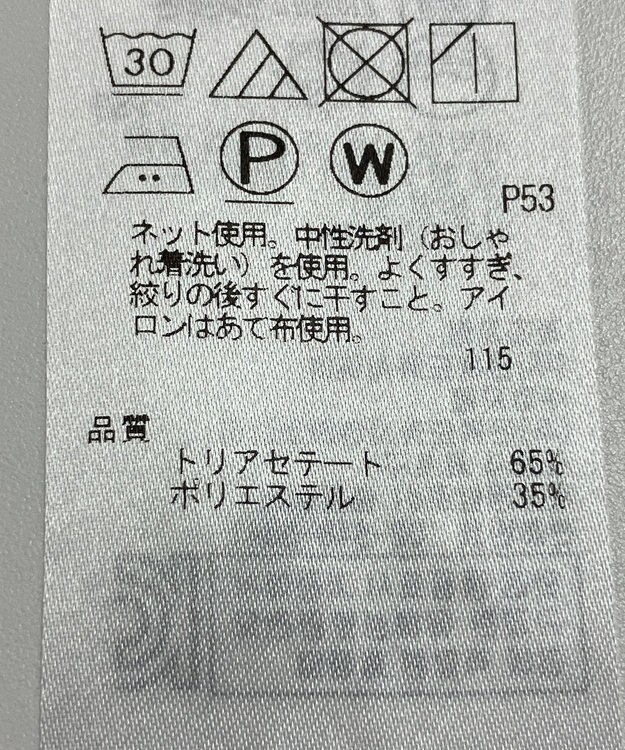 30
P W
P53
ネット使用。中性洗剤(おしゃ
れ着洗い)を使用。よくすすぎ、
絞りの後すぐに干すこと。アイ
ロンはあて布使用。
115
品質
トリアセテート 65%
ポリエステル 35%